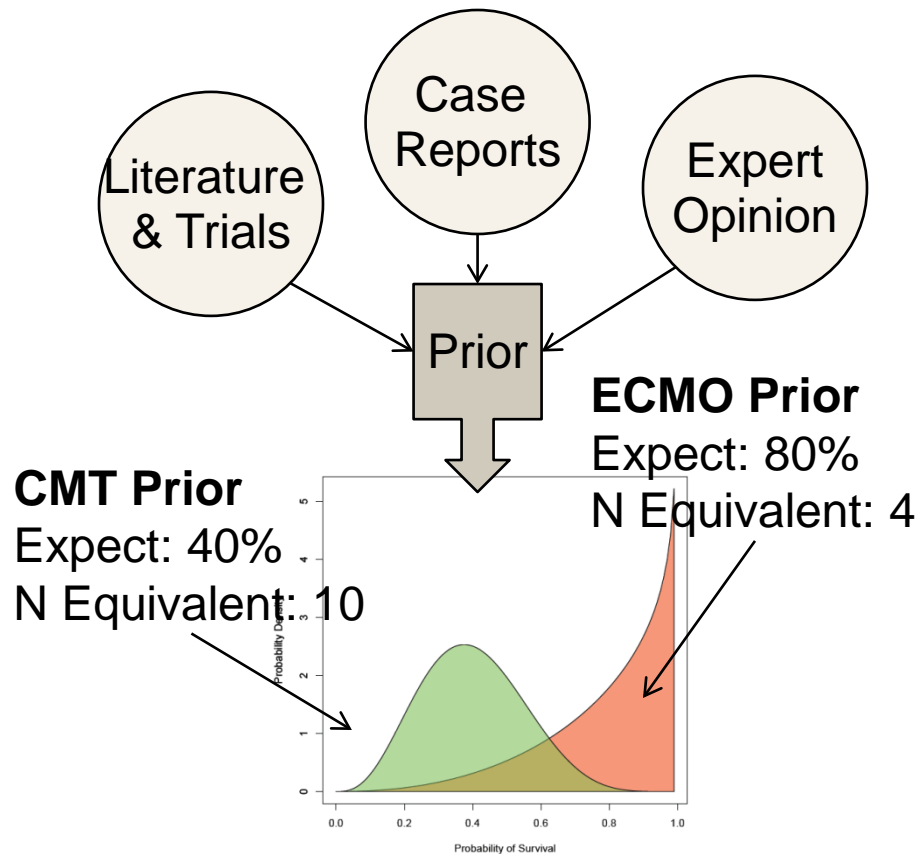 Case
Reports
Literature
& Trials
Expert
Opinion
Prior
ECMO Prior
Expect: 80%
N Equivalent: 4
CMT Prior
Expect: 40%
N Equivalent: 10
Probability Density
5
4
3
2
1
0
0.0 0.2 0.4 0.6 0.8 1.0
Probability of Survival